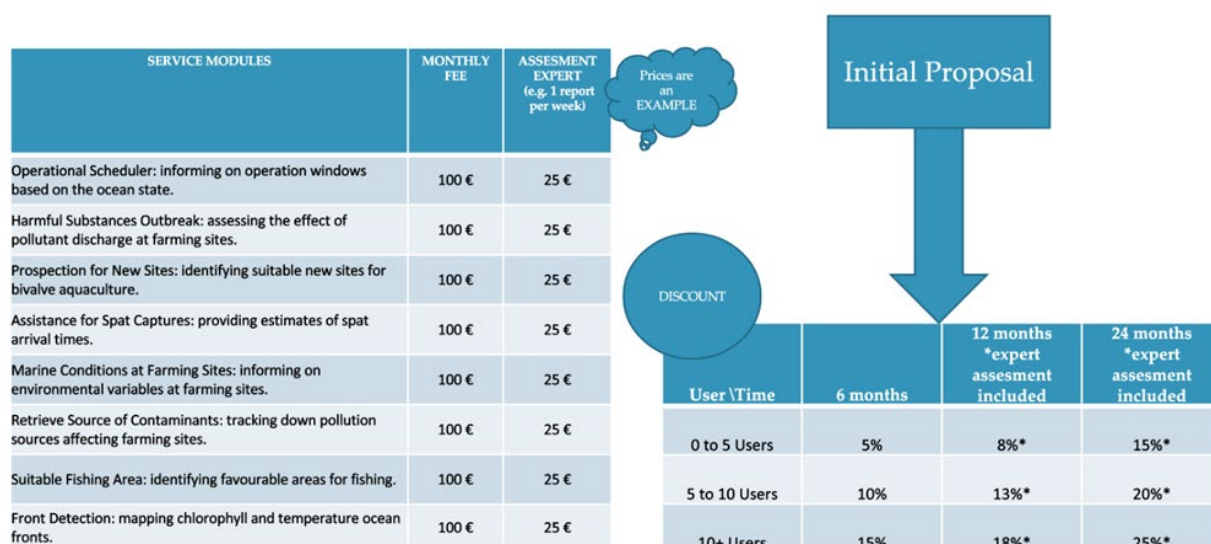 SERVICE MODULES
MONTHLY
FEE
ASSESMENT
EXPERT
(e.g. 1 report
per week)
Operational Scheduler: informing on operation windows
based on the ocean state.
100 €
25 €
Harmful Substances Outbreak: assessing the effect of
pollutant discharge at farming sites.
100 €
25 €
Prospection for New Sites: identifying suitable new sites for
bivalve aquaculture.
100 €
25 €
Assistance for Spat Captures: providing estimates of spat
arrival times.
100 €
25 €
Marine Conditions at Farming Sites: informing on
environmental variables at farming sites.
100 €
25 €
Retrieve Source of Contaminants: tracking down pollution
sources affecting farming sites.
100 €
25 €
Suitable Fishing Area: identifying favourable areas for fishing.
100 €
25 €
Front Detection: mapping chlorophyll and temperature ocean
fronts.
100 €
25 €
Prices are
an
EXAMPLE
Initial Proposal
DISCOUNT
User \Time
6 months
12 months
*expert
assesment
included
24 months
*expert
assesment
included
0 to 5 Users
5%
8%*
15%*
5 to 10 Users
10%
13%*
20%*
10+ Users
15%
18%*
25%*